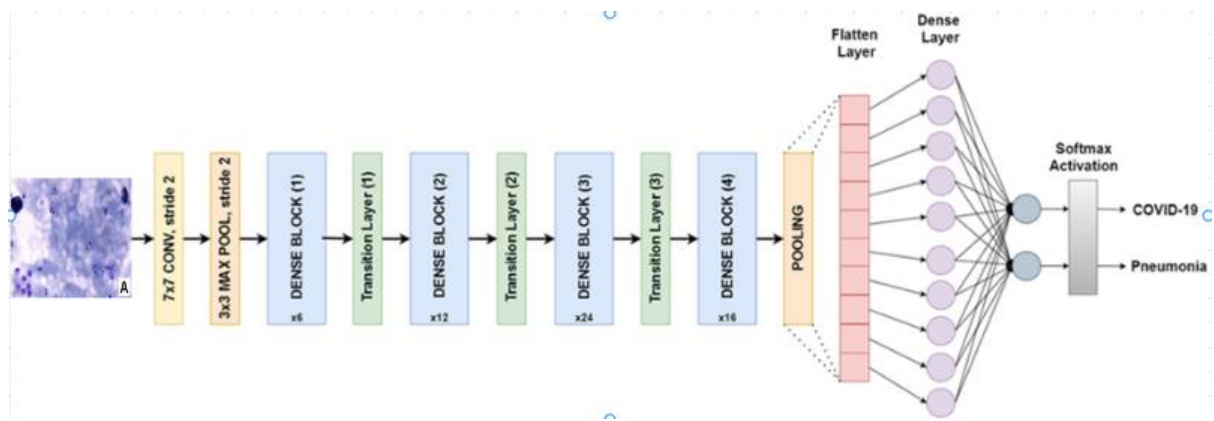 A
7x7 CONV, stride 2
3x3 MAX POOL, stride 2
DENSE BLOCK (1)
x6
Transition Layer (1)
DENSE BLOCK (2)
x12
Transition Layer (2)
DENSE BLOCK (3)
x24
Transition Layer (3)
DENSE BLOCK (4)
x16
POOLING
Flatten
Layer
Dense
Layer
Softmax
Activation
COVID-19
Pneumonia